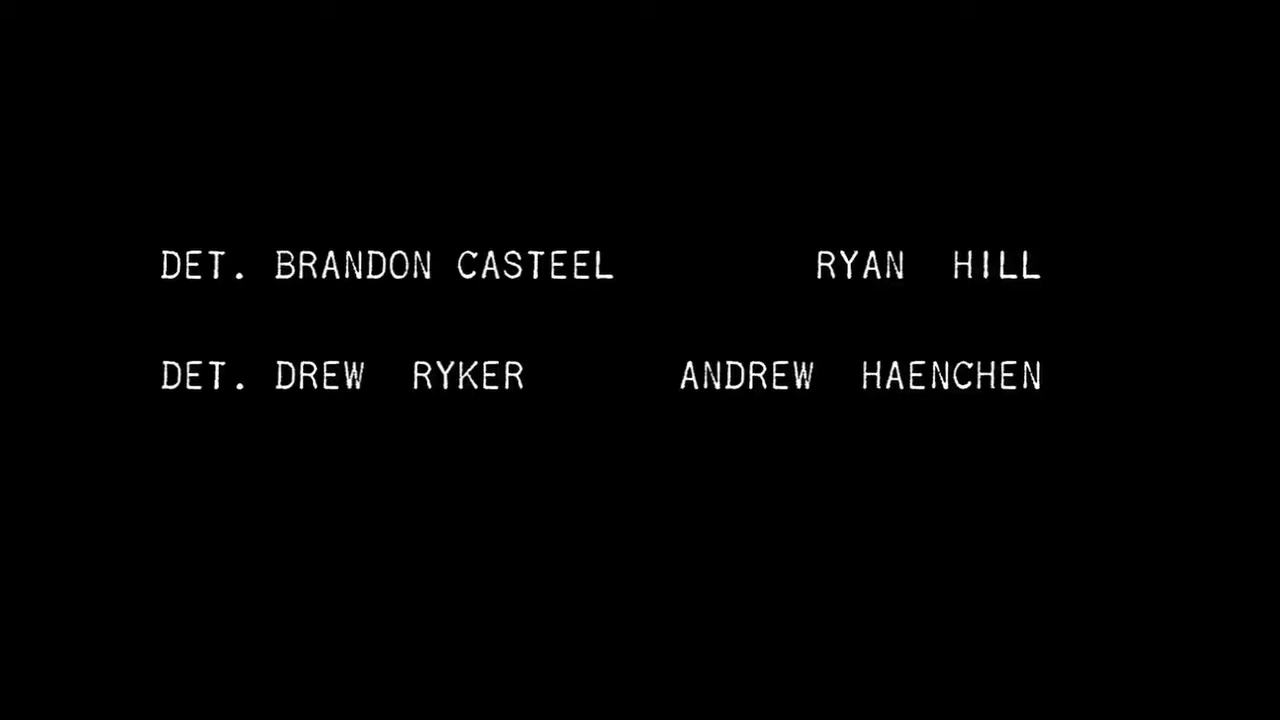 DET. BRANDON CASTEEL RYAN HILL
DET. DREW RYKER ANDREW HAENCHEN